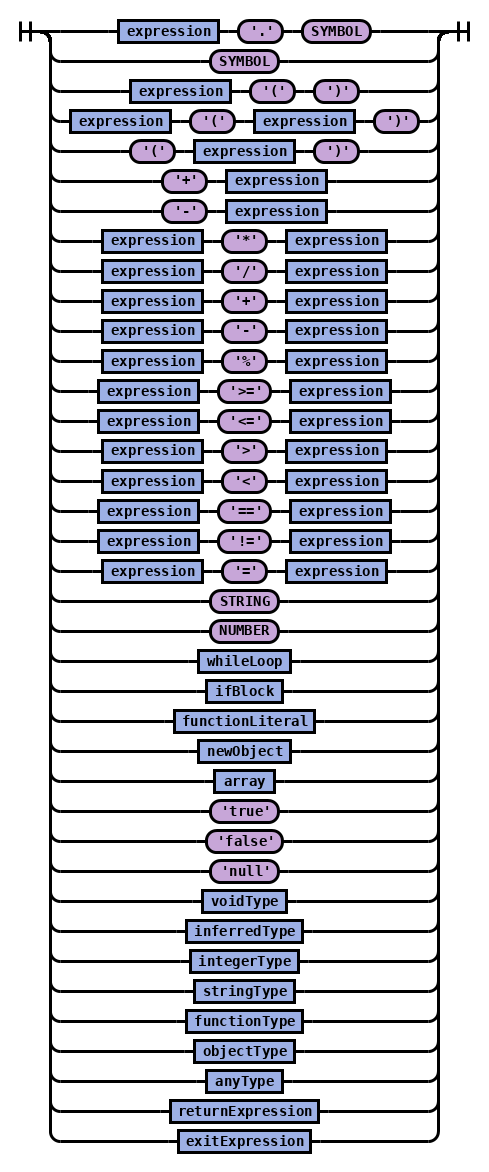 expression '.' SYMBOL
SYMBOL
expression '(' ')'
expression '(' expression ')'
'(' expression ')'
'+' expression
'-' expression
expression '*' expression
expression '/' expression
expression '+' expression
expression '-' expression
expression '%' expression
expression '>=' expression
expression '<=' expression
expression '>' expression
expression '<' expression
expression '==' expression
expression '!=' expression
expression '=' expression
STRING
NUMBER
whileLoop
ifBlock
functionLiteral
newObject
array
'true'
'false'
'null'
voidType
inferredType
integerType
stringType
functionType
objectType
anyType
returnExpression
exitExpression